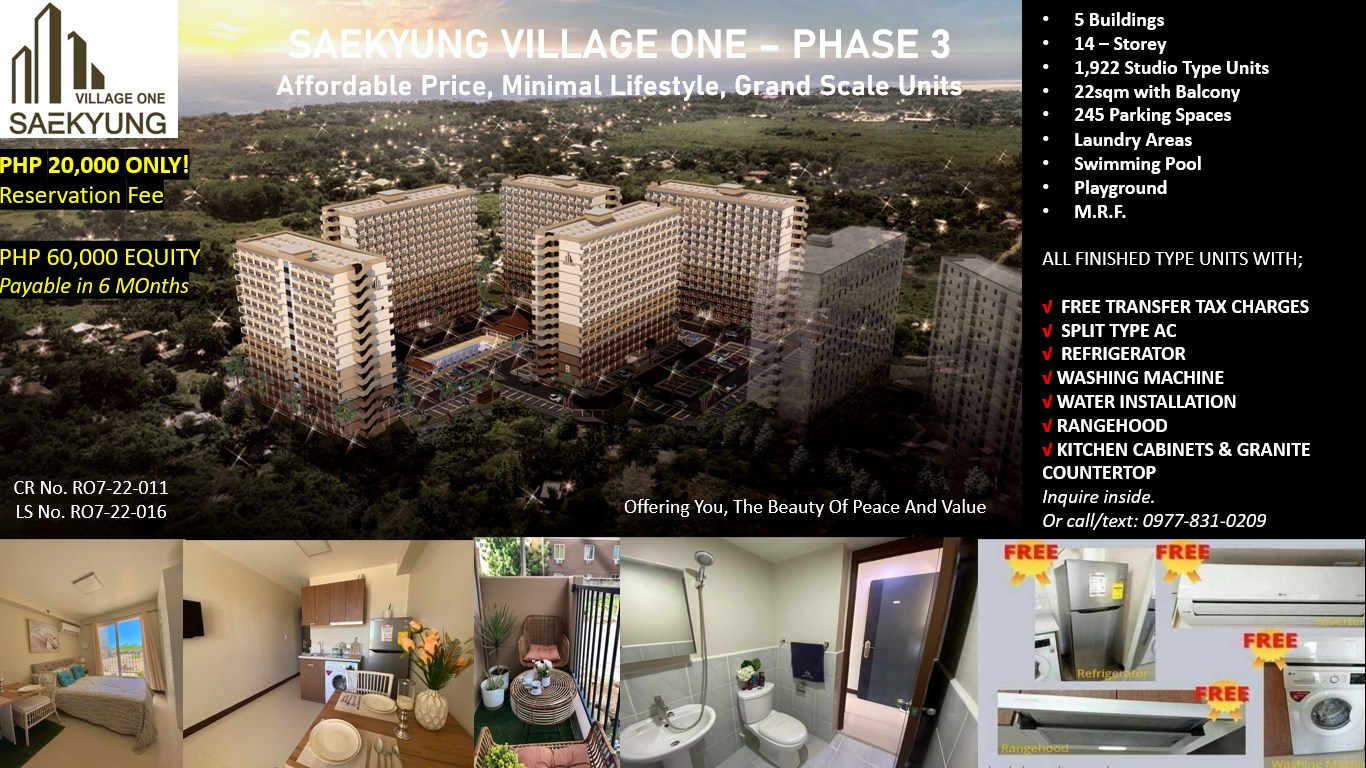 VILLAGE ONE
SAEKYUNG
SAEKYUNG VILLAGE ONE – PHASE 3
Affordable Price, Minimal Lifestyle, Grand Scale Units
PHP 20,000 ONLY!
Reservation Fee
PHP 60,000 EQUITY
Payable in 6 MOnths
CR No. RO7-22-011
LS No. RO7-22-016
Offering You, The Beauty Of Peace And Value
• 5 Buildings
• 14 – Storey
• 1,922 Studio Type Units
• 22sqm with Balcony
• 245 Parking Spaces
• Laundry Areas
• Swimming Pool
• Playground
• M.R.F.
ALL FINISHED TYPE UNITS WITH;
√ FREE TRANSFER TAX CHARGES
√ SPLIT TYPE AC
√ REFRIGERATOR
√ WASHING MACHINE
√ WATER INSTALLATION
√ RANGEHOOD
√ KITCHEN CABINETS & GRANITE
COUNTERTOP
Inquire inside.
Or call/text: 0977-831-0209
FREE
FREE
LG
Inverter
Refrigerator
FREE
FREE
Rangehood
Washing Machi